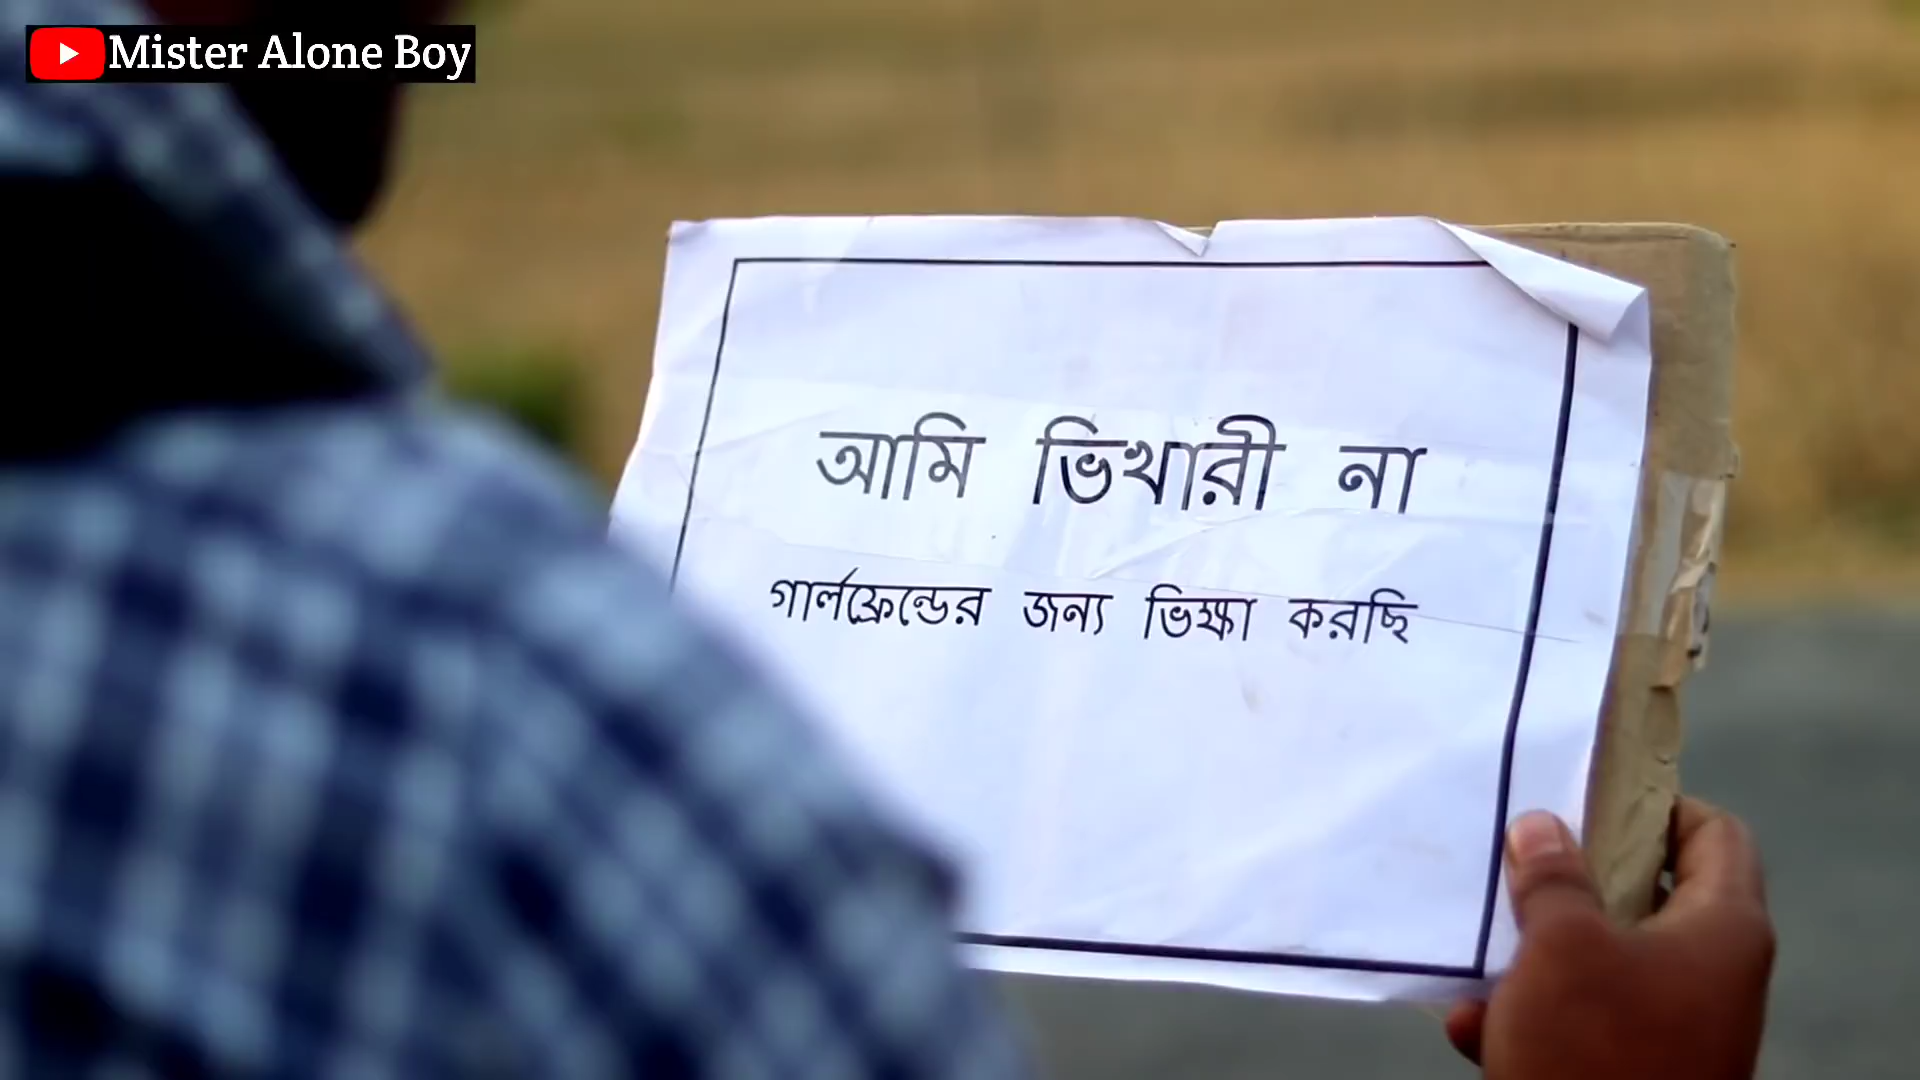 Mister Alone Boy
আমি ভিখারী না
গার্লফ্রেন্ডের জন্য ভিক্ষা করছি